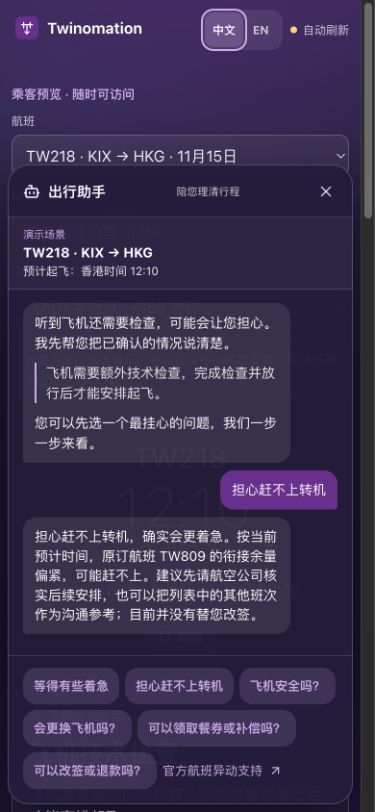 Twinomation
中文 EN 自动刷新
乘客预览 · 随时可访问
航班
TW218 · KIX → HKG · 11月15日
出行助手 陪您理清行程
演示场景
TW218 · KIX → HKG
预计起飞：香港时间 12:10
听到飞机还需要检查，可能会让您担心。
我先帮您把已确认的情况说清楚。
飞机需要额外技术检查，完成检查并放
行后才能安排起飞。
您可以先选一个最挂心的问题，我们一步
一步来看。
TW218
12:10
担心赶不上转机
担心赶不上转机，确实会更着急。按当前
预计时间，原订航班 TW809 的衔接余量
偏紧，可能赶不上。建议先请航空公司核
实后续安排，也可以把列表中的其他班次
作为沟通参考；目前并没有替您改签。
等得有些着急 担心赶不上转机 飞机安全吗？
会更换飞机吗？ 可以领取餐券或补偿吗？
可以改签或退款吗？ 官方航班异动支持 ↗